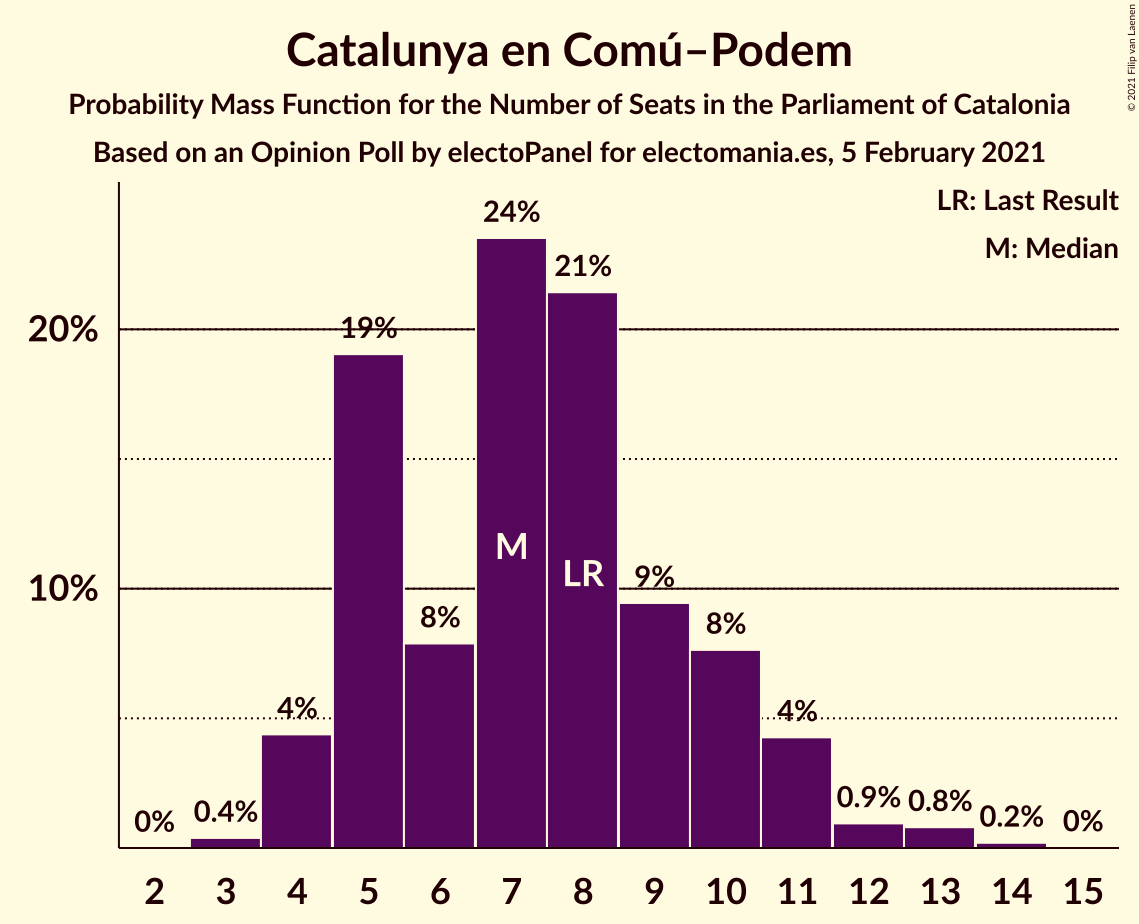 Catalunya en Comú–Podem
Probability Mass Function for the Number of Seats in the Parliament of Catalonia
Based on an Opinion Poll by electoPanel for electomania.es, 5 February 2021
© 2021 Filip van Laenen
LR: Last Result
M: Median
20%
10%
0%
0.4%
4%
19%
8%
24%
21%
9%
8%
4%
0.9%
0.8%
0.2%
0%
M
LR
2 3 4 5 6 7 8 9 10 11 12 13 14 15